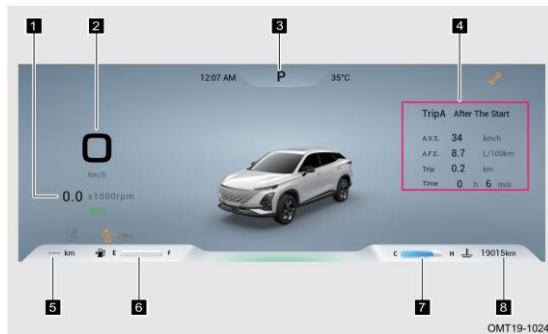 1 2 3 4
12:07 AM P 35°C
TripA After The Start
0
A.V.S. 34 km/h
A.F.E. 8.7 L/100km
km/h
Trip 0.2 km
0.0 x1000rpm
Time 0 h 6 min
--- km E F C H 19015km
5 6 7 8
OMT19-1024